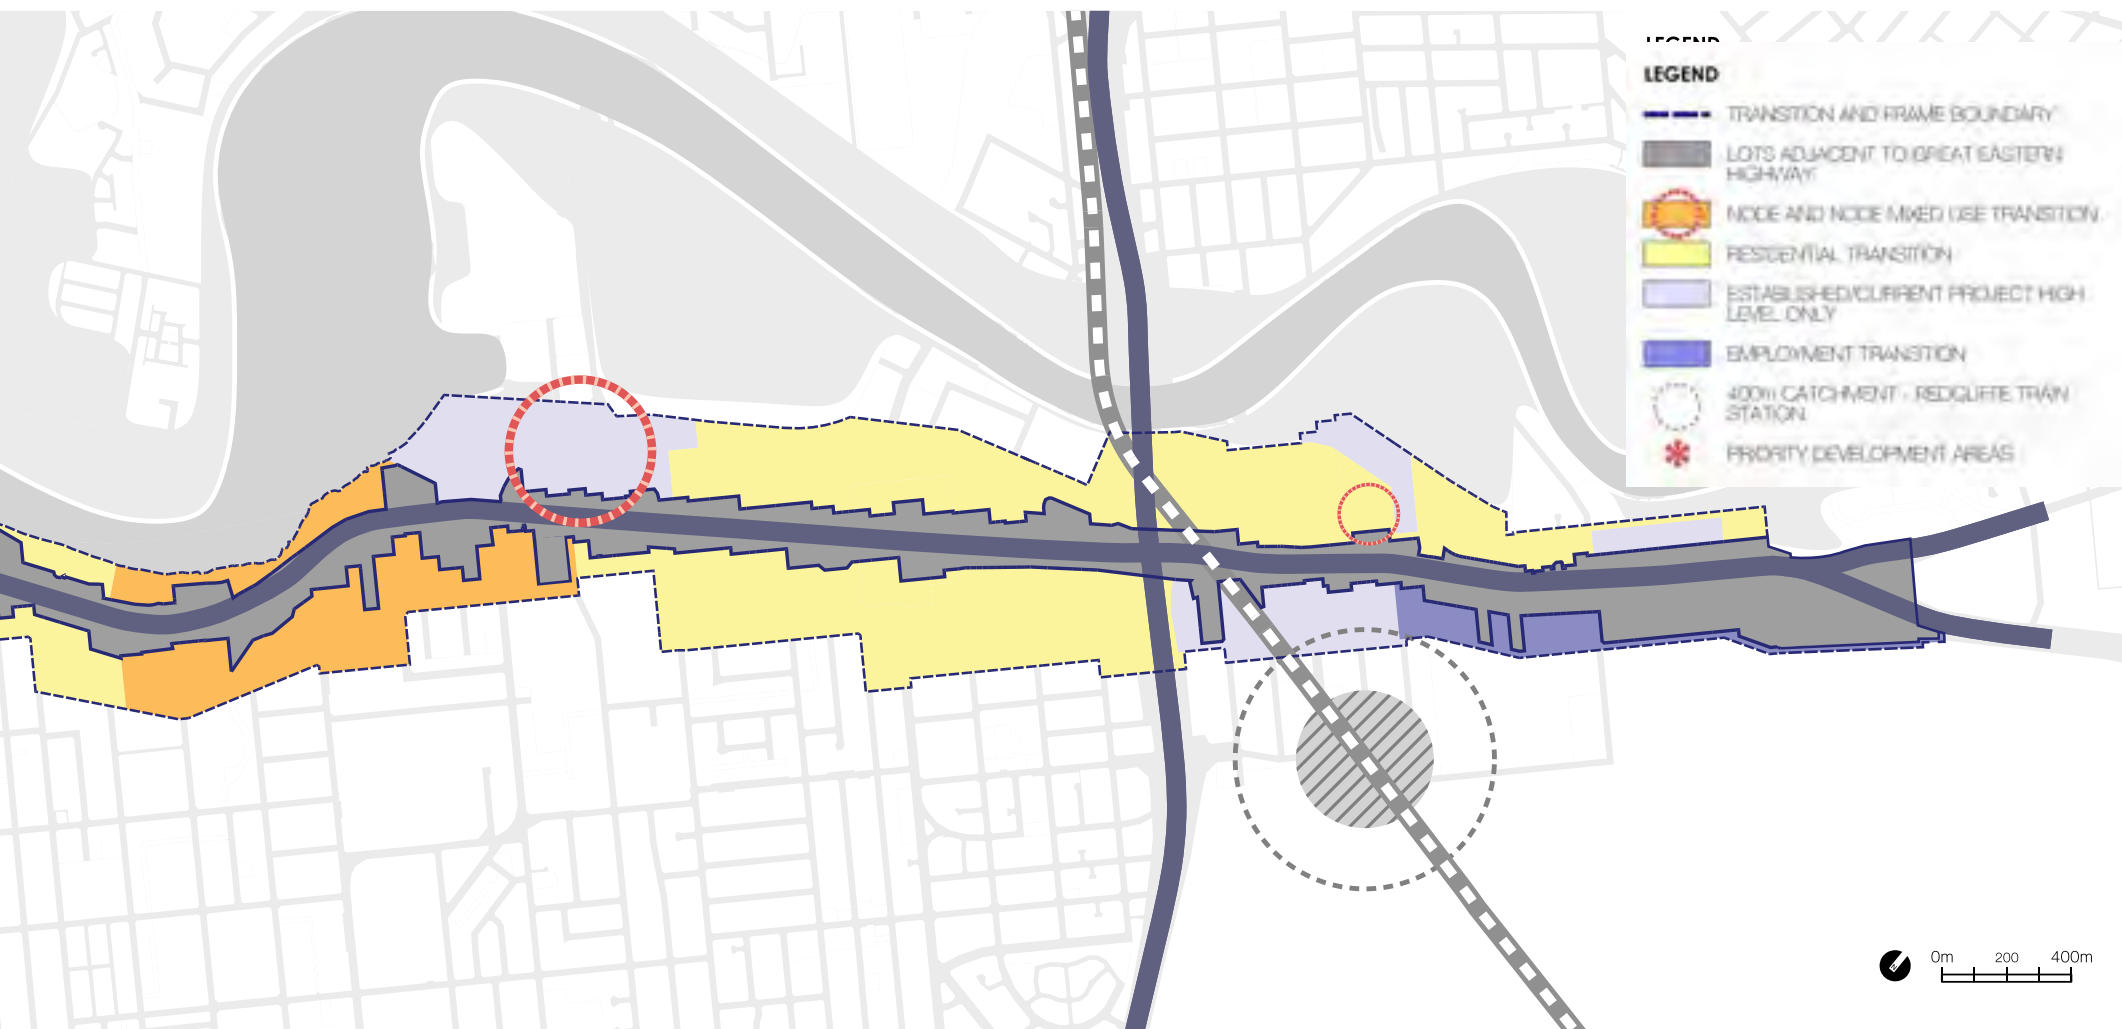 LEGEND
LEGEND
TRANSITION AND FRAME BOUNDARY
LOTS ADJACENT TO GREAT EASTERN
HIGHWAY
NODE AND NODE MIXED USE TRANSITION
RESIDENTIAL TRANSITION
ESTABLISHED/CURRENT PROJECT HIGH
LEVEL ONLY
EMPLOYMENT TRANSITION
400m CATCHMENT - REDCLIFFE TRAIN
STATION
PRIORITY DEVELOPMENT AREAS
0m 200 400m